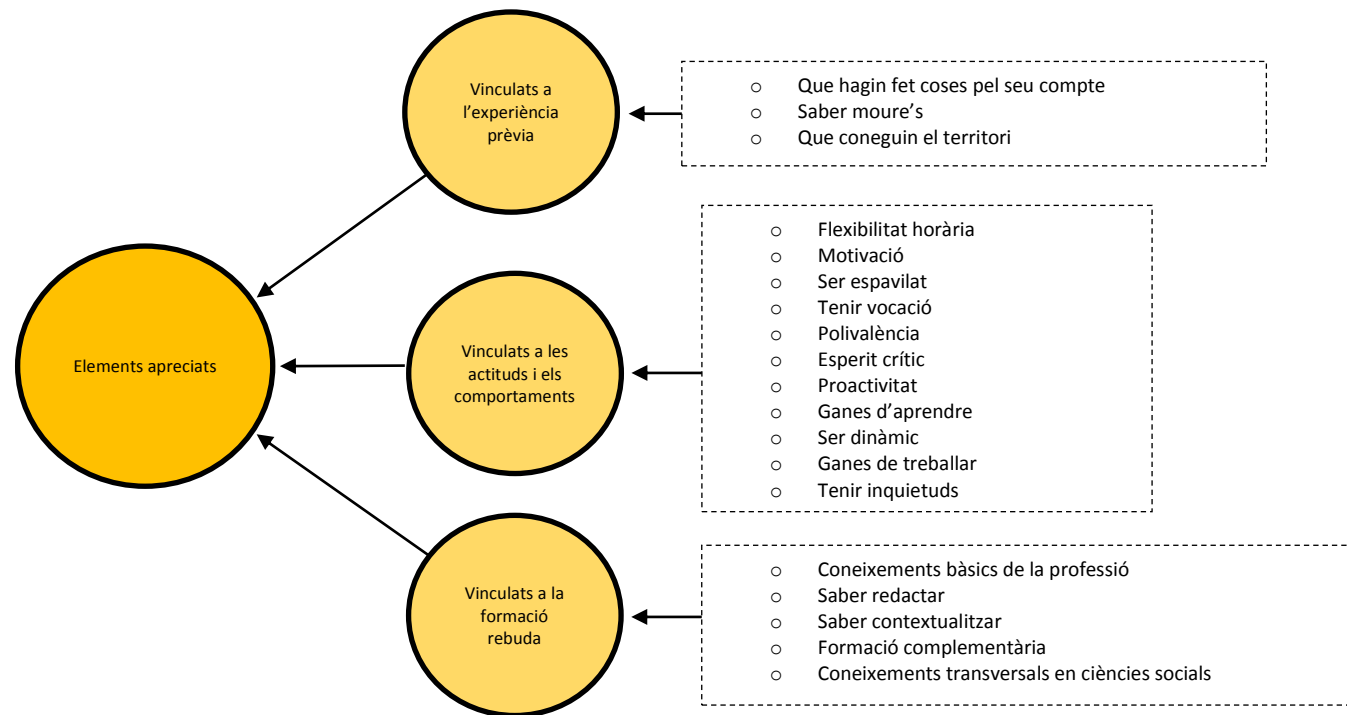 Vinculats a
l’experiència
prèvia
o Que hagin fet coses pel seu compte
o Saber moure’s
o Que coneguin el territori
Elements apreciats
Vinculats a les
actituds i els
comportaments
o Flexibilitat horària
o Motivació
o Ser espavilat
o Tenir vocació
o Polivalència
o Esperit crític
o Proactivitat
o Ganes d’aprendre
o Ser dinàmic
o Ganes de treballar
o Tenir inquietuds
Vinculats a la
formació
rebuda
o Coneixements bàsics de la professió
o Saber redactar
o Saber contextualitzar
o Formació complementària
o Coneixements transversals en ciències socials